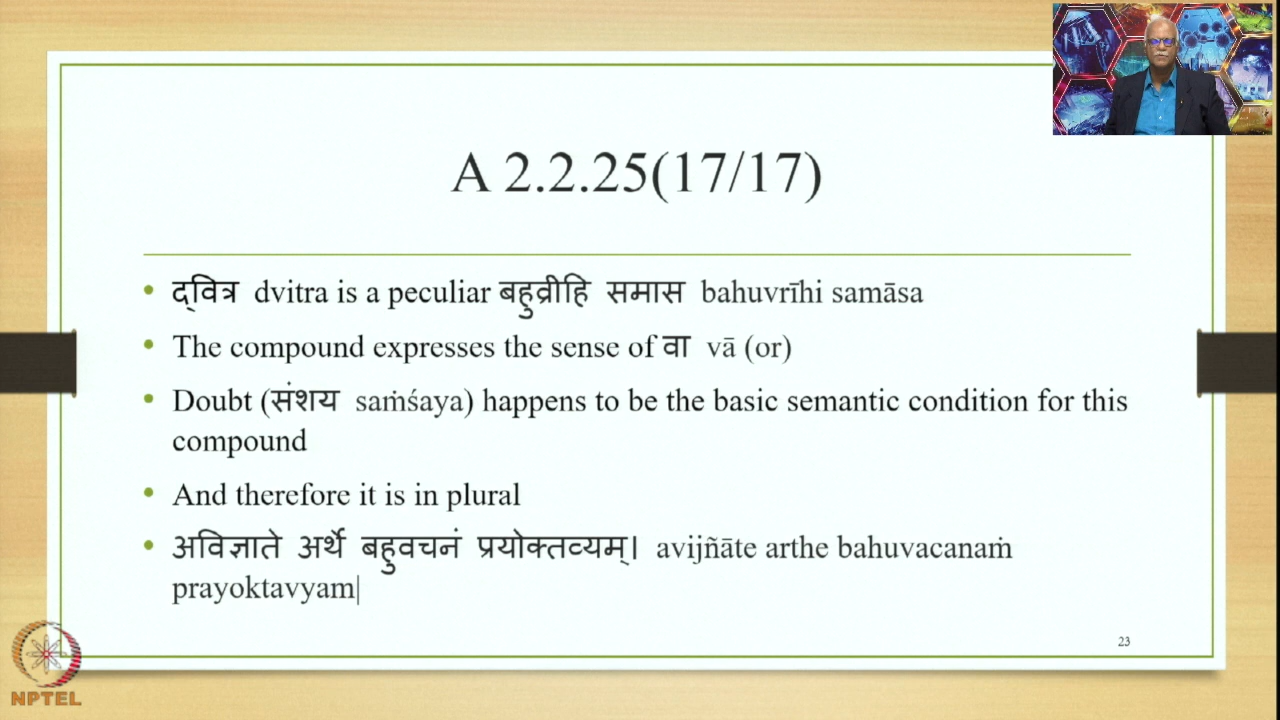 A 2.2.25(17/17)
• द्वित्र dvitra is a peculiar बहुव्रीहि समास bahuvrīhi samāsa
• The compound expresses the sense of वा vā (or)
• Doubt (संशय saṁśaya) happens to be the basic semantic condition for this
compound
• And therefore it is in plural
• अविज्ञाते अर्थे बहुवचनं प्रयोक्तव्यम्। avijñāte arthe bahuvacanaṁ
prayoktavyam|
23
NPTEL